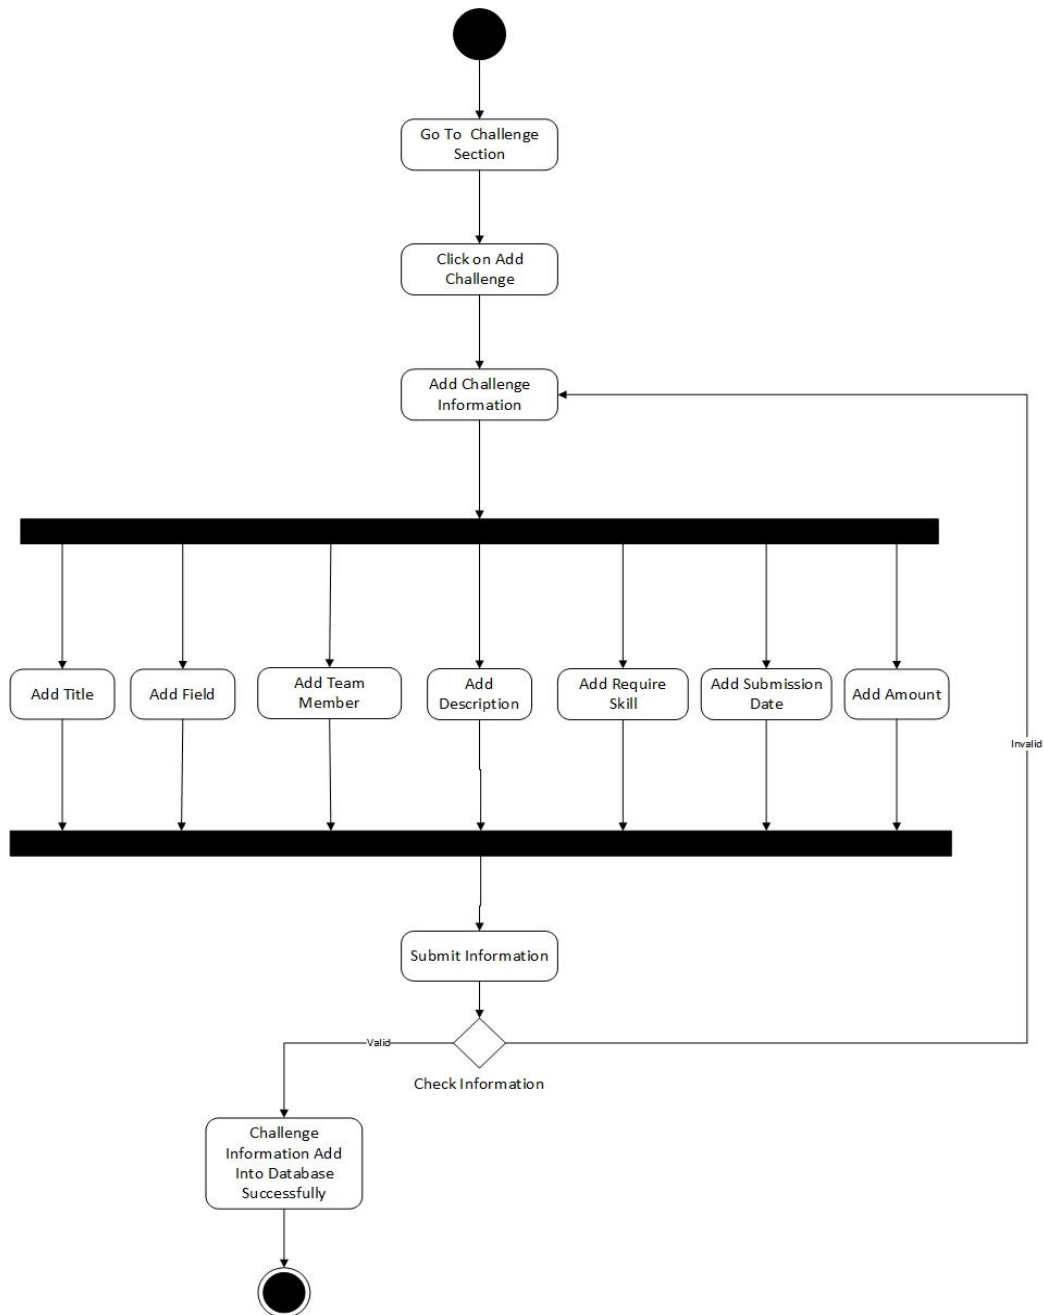 Go To Challenge
Section
Click on Add
Challenge
Add Challenge
Information
Add Title
Add Field
Add Team
Member
Add
Description
Add Require
Skill
Add Submission
Date
Add Amount
Invalid
Submit Information
Valid
Check Information
Challenge
Information Add
Into Database
Successfully